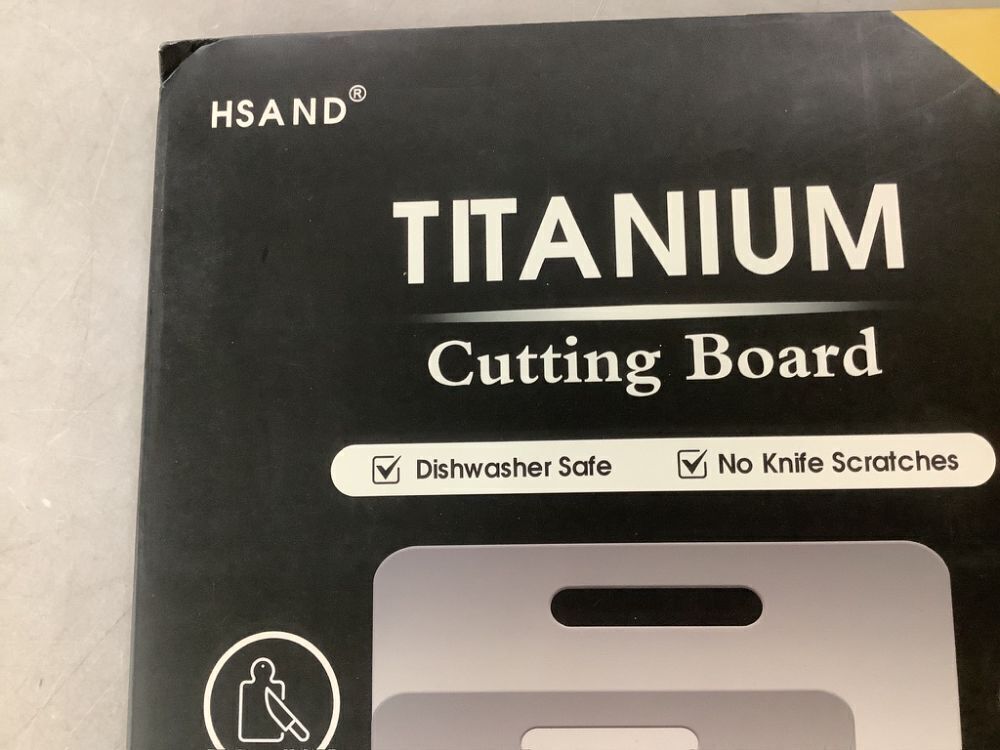 HSAND®
TITANIUM
Cutting Board
Dishwasher Safe No Knife Scratches